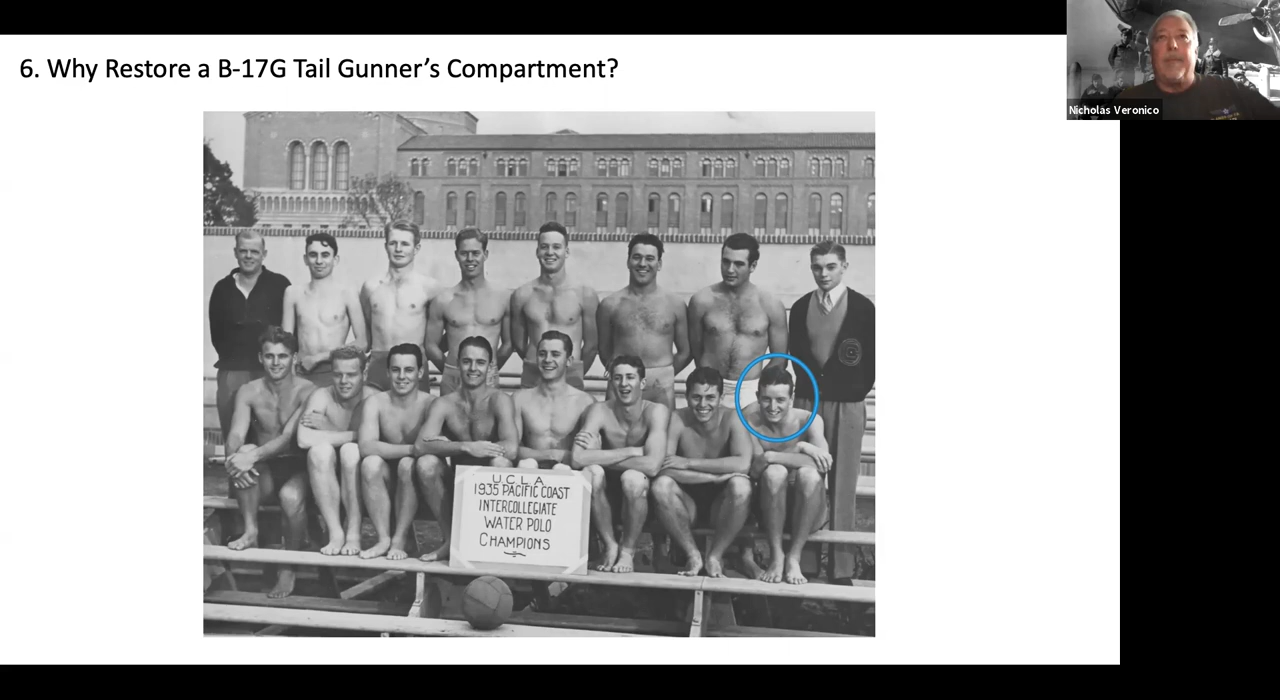 6. Why Restore a B-17G Tail Gunner's Compartment?
Nicholas Veronico
U.C.L.A.
1935 PACIFIC COAST
INTERCOLLEGIATE
WATER POLO
CHAMPIONS